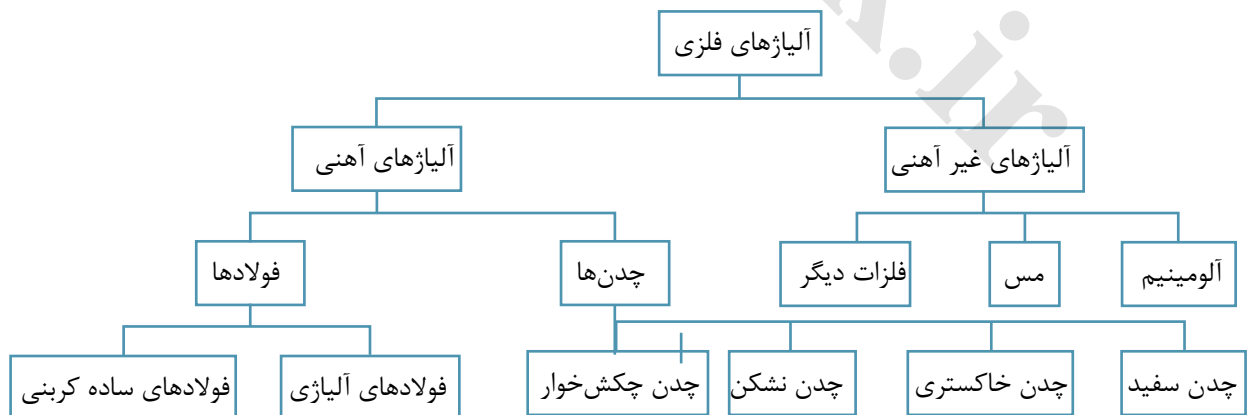 آلیاژهای فلزی
آلیاژهای غیر آهنی
آلیاژهای آهنی
آلومینیم
مس
فلزات دیگر
چدن‌ها
فولادها
چدن سفید
چدن خاکستری
چدن نشکن
چدن چکش‌خوار
فولادهای آلیاژی
فولادهای ساده کربنی
k.ir